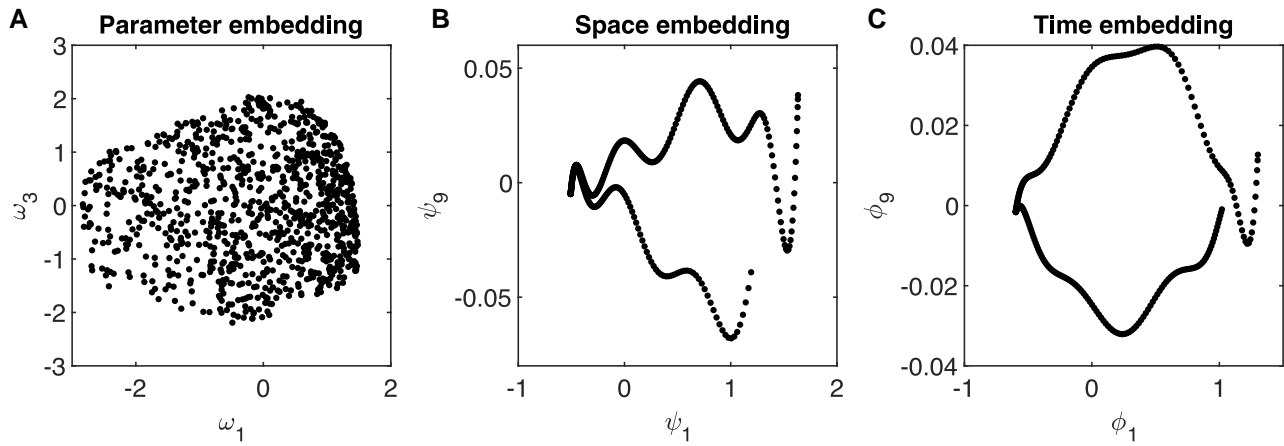 A Parameter embedding
3
2
1
0
-1
-2
-3
ω₃
-2 0 2
ω₁
B Space embedding
0.05
0
-0.05
ψ₉
-1 0 1 2
ψ₁
C Time embedding
0.04
0.02
0
-0.02
-0.04
ϕ₉
-1 0 1
ϕ₁